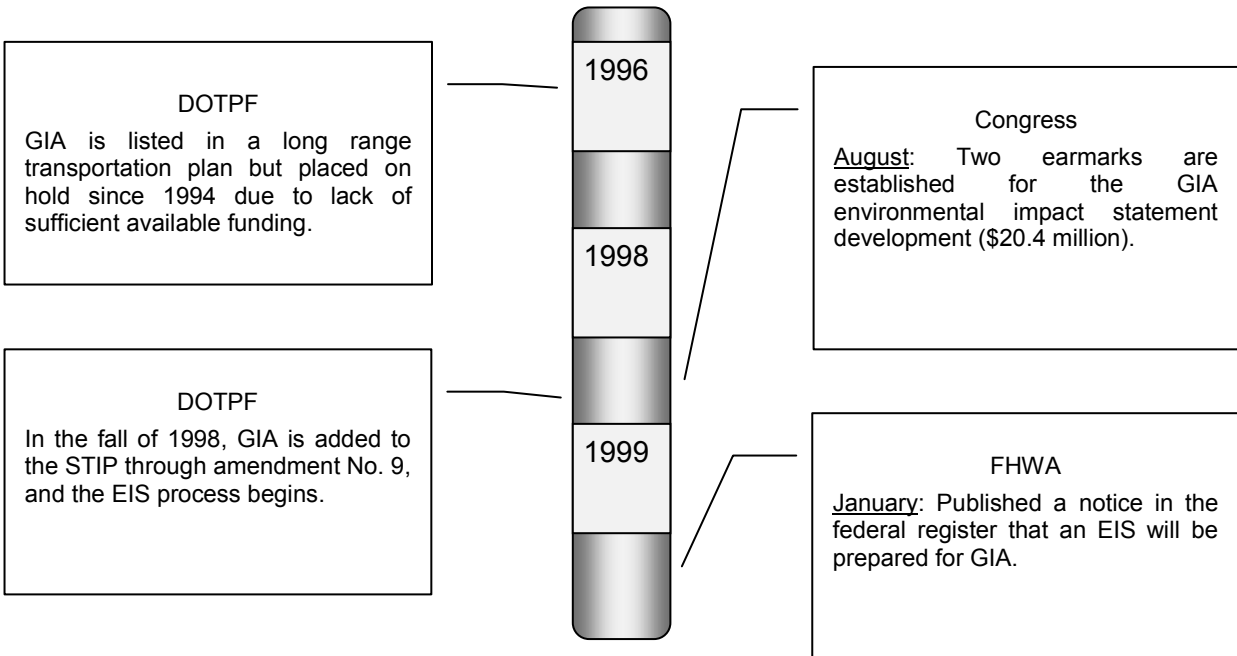 1996
DOTPF
GIA is listed in a long range
transportation plan but placed on
hold since 1994 due to lack of
sufficient available funding.
Congress
August: Two earmarks are
established for the GIA
environmental impact statement
development ($20.4 million).
1998
DOTPF
In the fall of 1998, GIA is added to
the STIP through amendment No. 9,
and the EIS process begins.
1999
FHWA
January: Published a notice in the
federal register that an EIS will be
prepared for GIA.